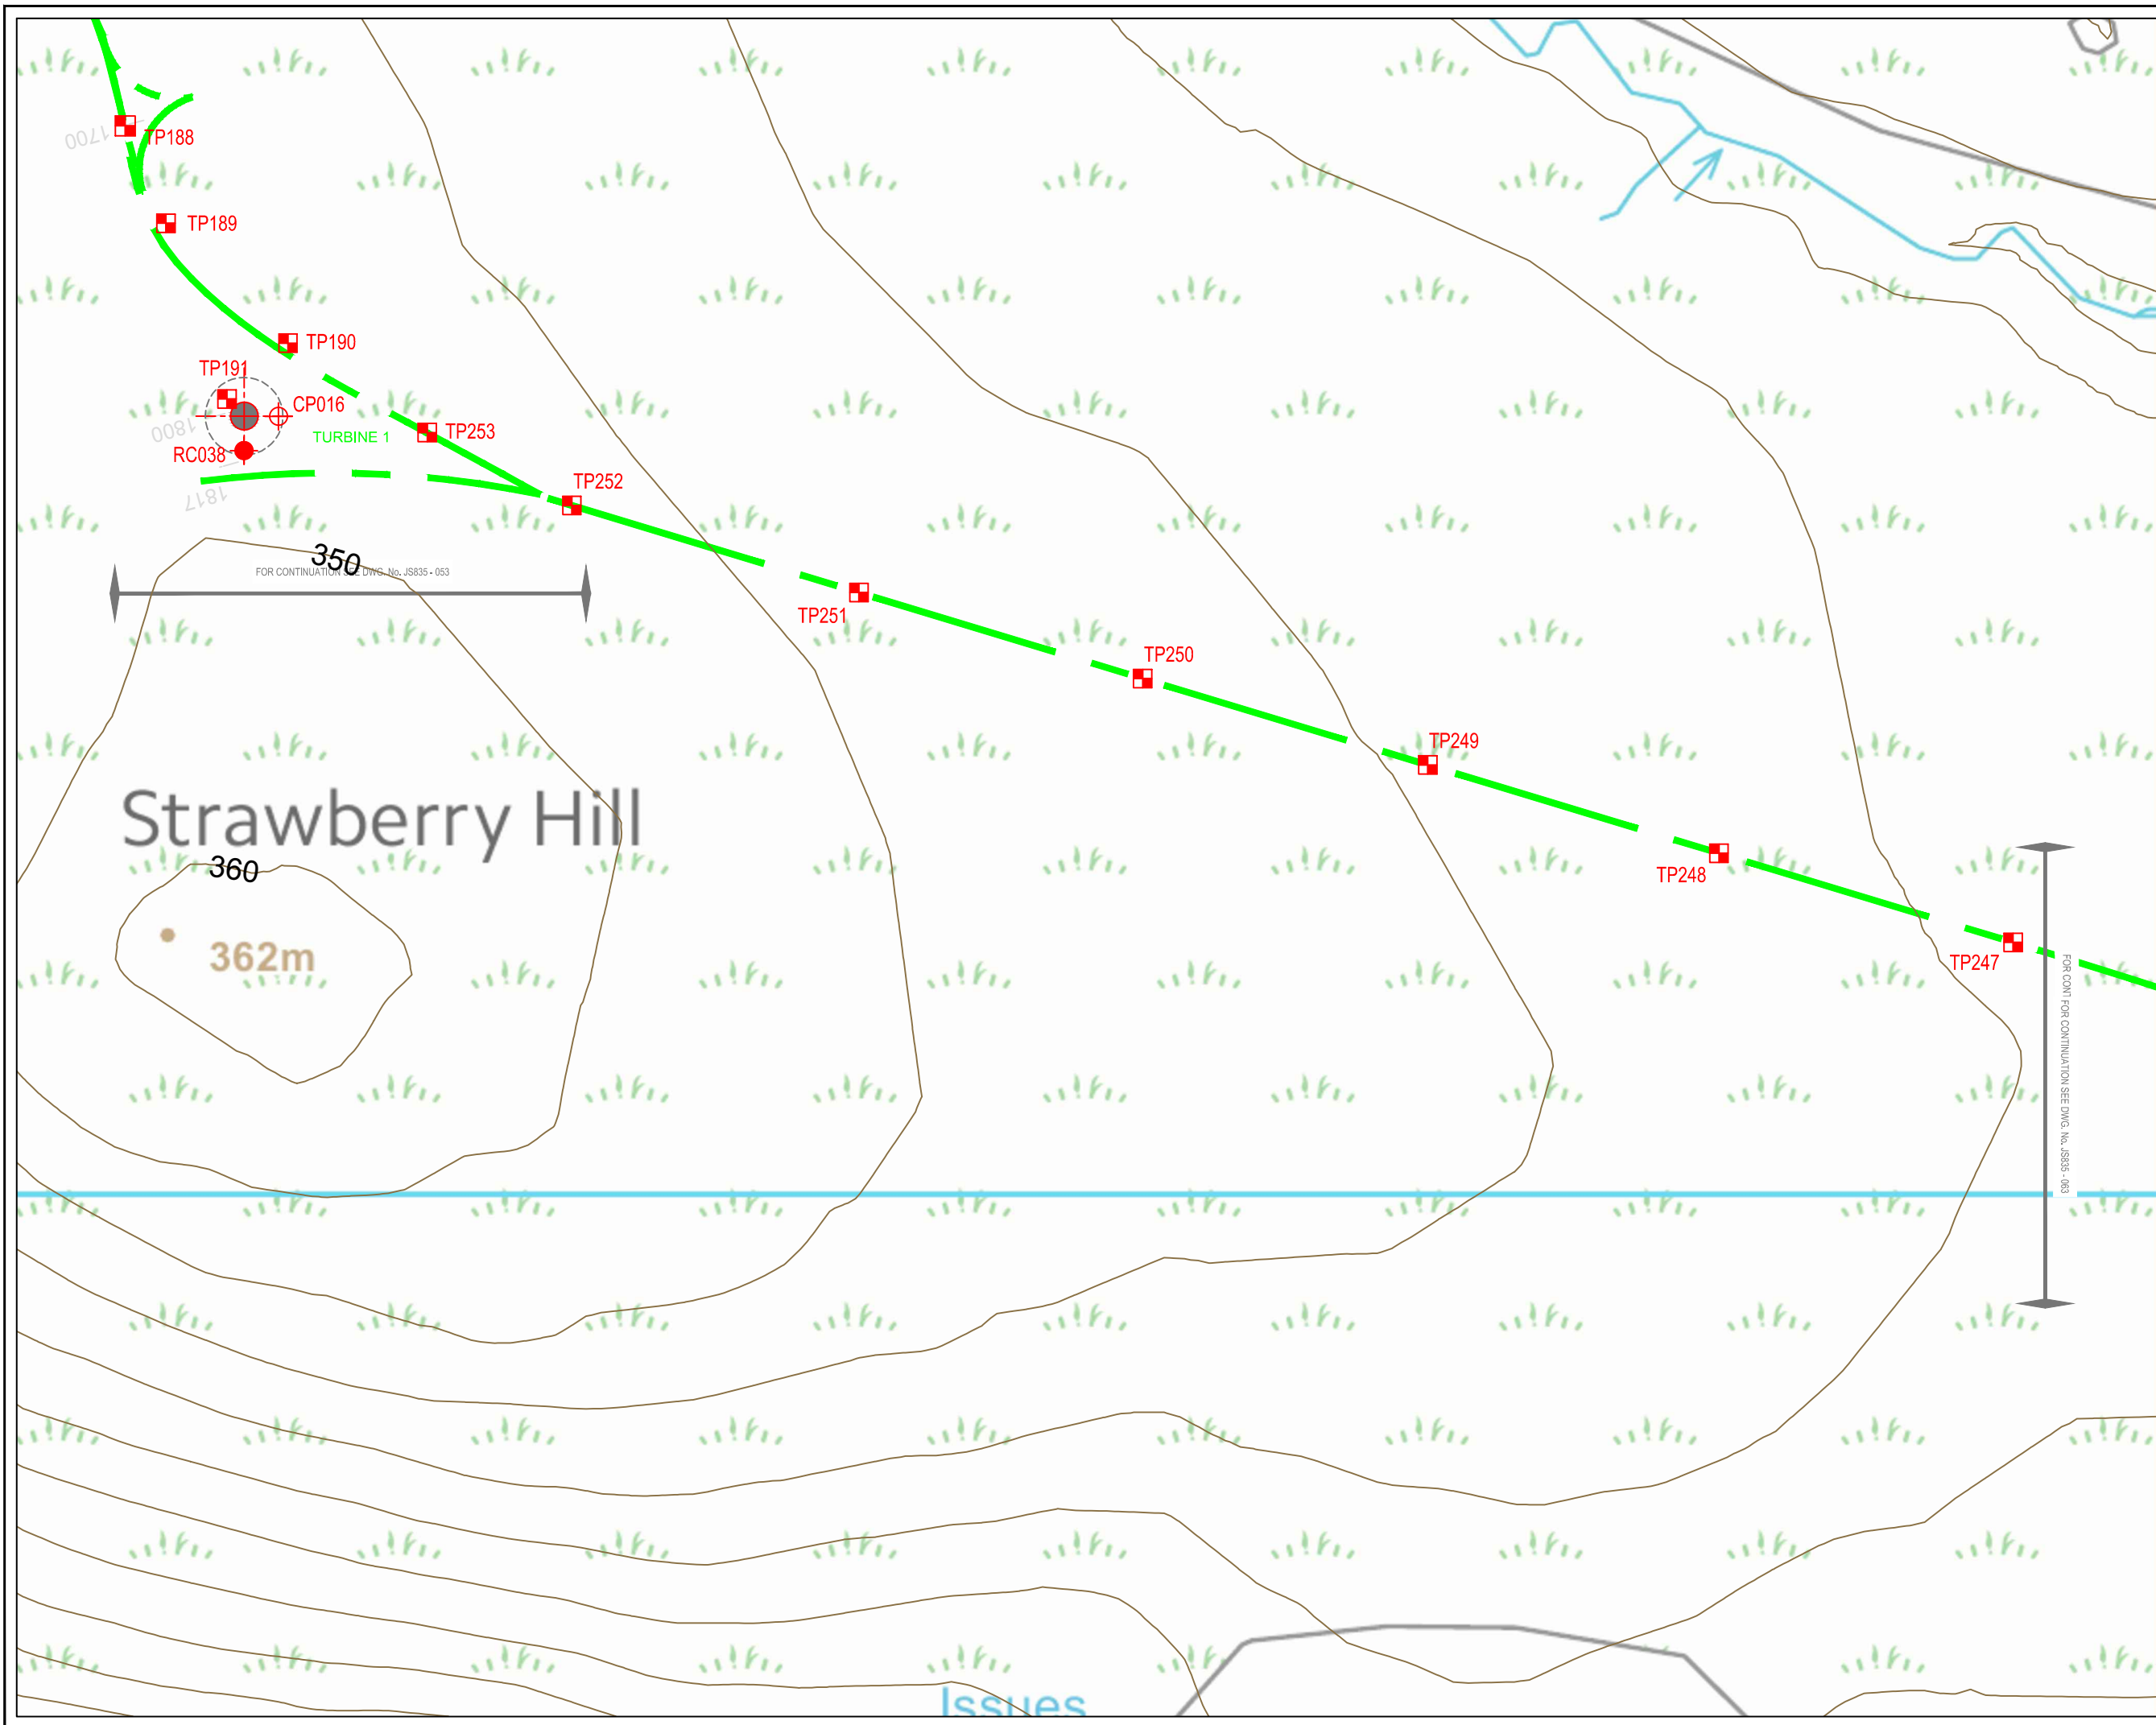 1700
TP188
TP189
TP190
TP191
CP016
1800
TURBINE 1
TP253
RC038
TP252
1817
350
FOR CONTINUATION SEE DWG. No. JS835 - 053
TP251
TP250
TP249
Strawberry Hill
TP248
360
362m
TP247
FOR CONT
FOR CONTINUATION SEE DWG. No. JS835 - 063
Issues